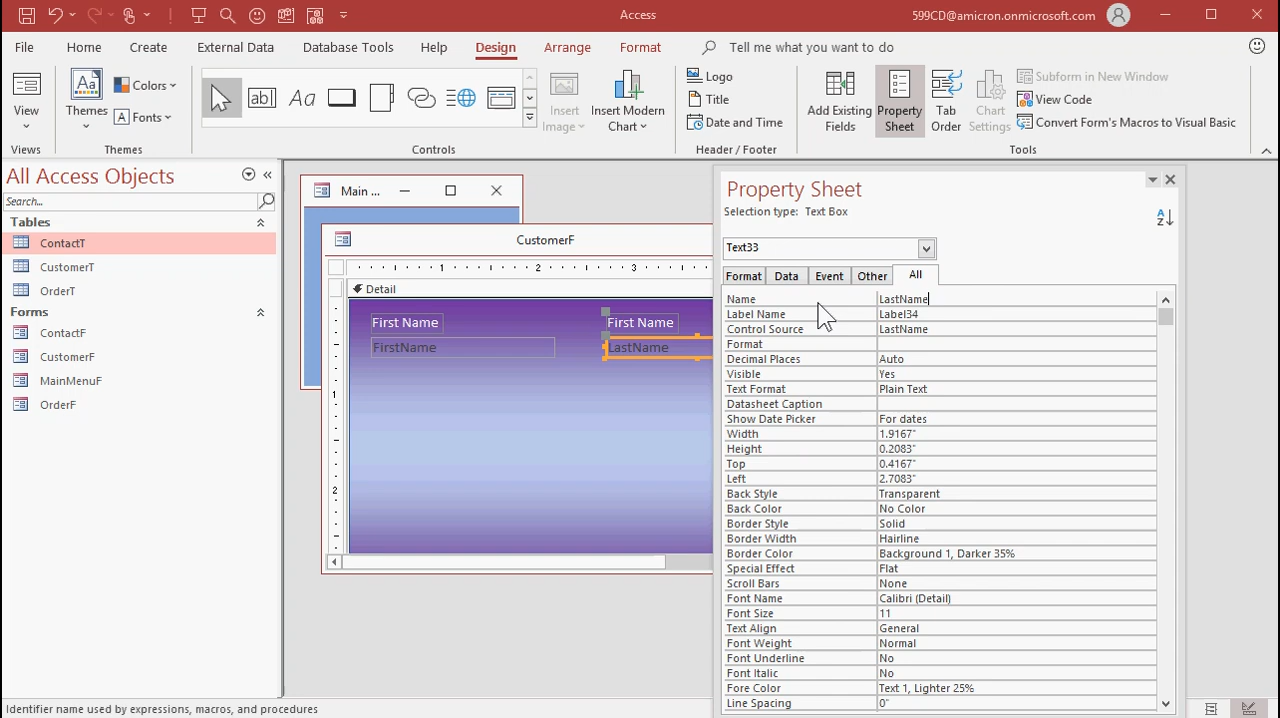 Access
599CD@amicron.onmicrosoft.com
File Home Create External Data Database Tools Help Design Arrange Format Tell me what you want to do
View
Themes
Colors
Fonts
ab|
Aa
Insert Image
Insert Modern Chart
Logo
Title
Date and Time
Add Existing Fields
Property Sheet
Tab Order
Chart Settings
Subform in New Window
View Code
Convert Form's Macros to Visual Basic
Views Themes Controls Header / Footer Tools
All Access Objects
Search...
Tables
ContactT
CustomerT
OrderT
Forms
ContactF
CustomerF
MainMenuF
OrderF
Main ...
CustomerF
1 2 3
Detail
First Name First Name
FirstName LastName
1
2
Property Sheet
Selection type: Text Box
A
Z
Text33
Format Data Event Other All
Name LastName
Label Name Label34
Control Source LastName
Format
Decimal Places Auto
Visible Yes
Text Format Plain Text
Datasheet Caption
Show Date Picker For dates
Width 1.9167"
Height 0.2083"
Top 0.4167"
Left 2.7083"
Back Style Transparent
Back Color No Color
Border Style Solid
Border Width Hairline
Border Color Background 1, Darker 35%
Special Effect Flat
Scroll Bars None
Font Name Calibri (Detail)
Font Size 11
Text Align General
Font Weight Normal
Font Underline No
Font Italic No
Fore Color Text 1, Lighter 25%
Line Spacing 0"
Identifier name used by expressions, macros, and procedures